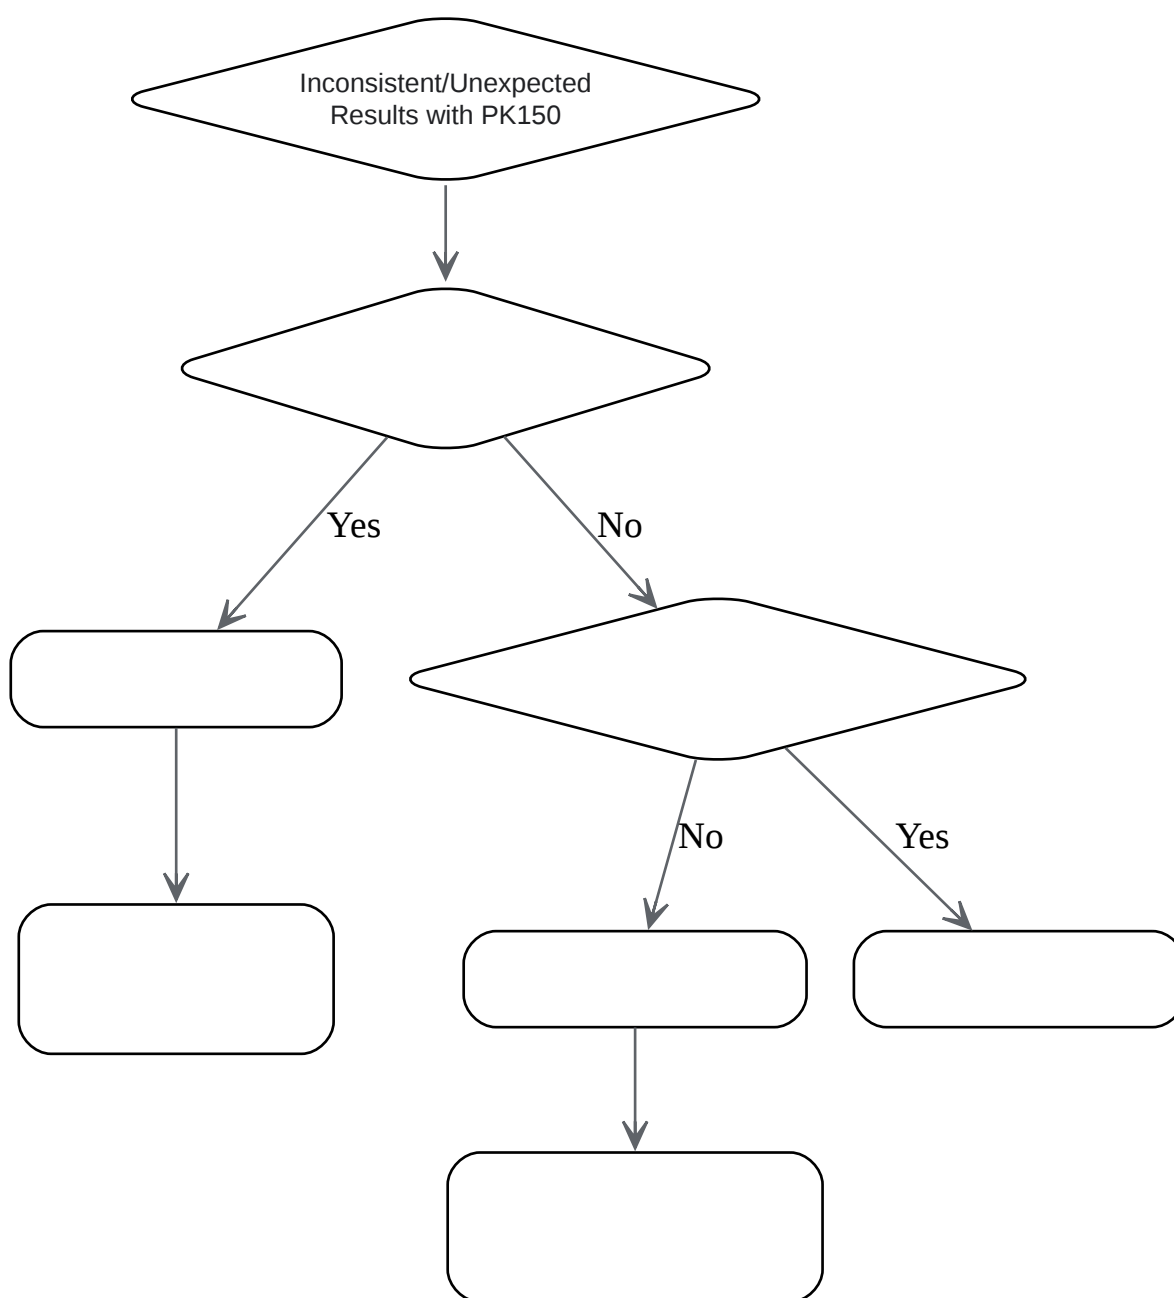 Inconsistent/Unexpected
Results with PK150
Yes
No
No
Yes